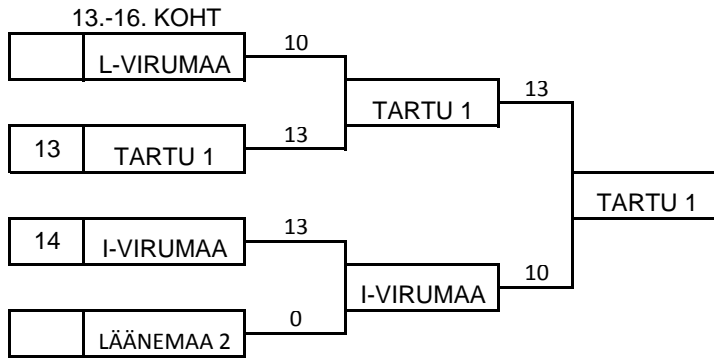 13.-16. KOHT
10
L-VIRUMAA
13
TARTU 1
13
13
TARTU 1
TARTU 1
14
13
I-VIRUMAA
10
I-VIRUMAA
0
LÄÄNEMAA 2